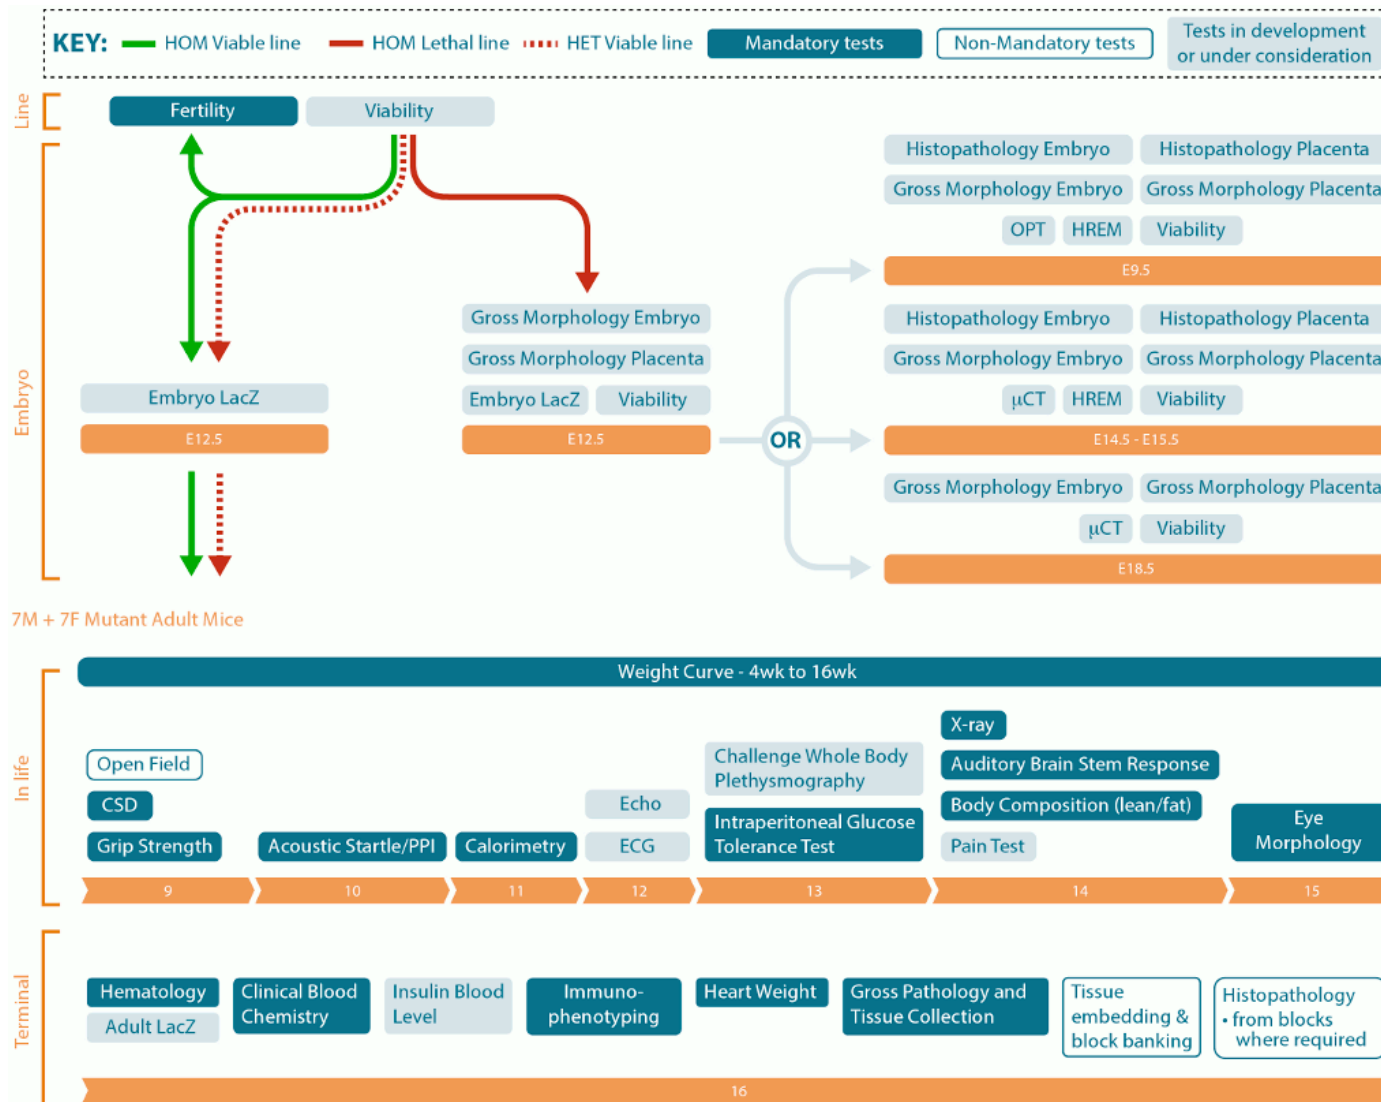 KEY: HOM Viable line HOM Lethal line HET Viable line Mandatory tests Non-Mandatory tests Tests in development
or under consideration
Line
Fertility Viability
Embryo
Histopathology Embryo Histopathology Placenta
Gross Morphology Embryo Gross Morphology Placenta
OPT HREM Viability
E9.5
Gross Morphology Embryo
Gross Morphology Placenta
Embryo LacZ Viability
E12.5
Embryo LacZ
E12.5
OR
Histopathology Embryo Histopathology Placenta
Gross Morphology Embryo Gross Morphology Placenta
μCT HREM Viability
E14.5 - E15.5
Gross Morphology Embryo Gross Morphology Placenta
μCT Viability
E18.5
7M + 7F Mutant Adult Mice
In life
Weight Curve - 4wk to 16wk
Open Field
CSD
Grip Strength
Acoustic Startle/PPI
Calorimetry
Echo
ECG
Challenge Whole Body
Plethysmography
Intraperitoneal Glucose
Tolerance Test
X-ray
Auditory Brain Stem Response
Body Composition (lean/fat)
Pain Test
Eye
Morphology
9 10 11 12 13 14 15
Terminal
Hematology
Adult LacZ
Clinical Blood
Chemistry
Insulin Blood
Level
Immuno-
phenotyping
Heart Weight
Gross Pathology and
Tissue Collection
Tissue
embedding &
block banking
Histopathology
• from blocks
where required
16